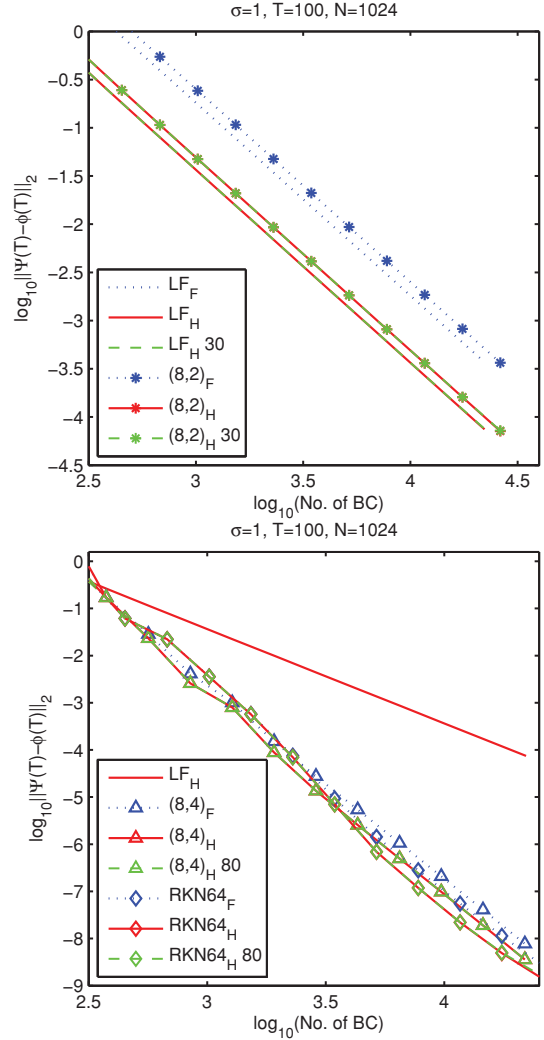 σ=1, T=100, N=1024
0
−0.5
−1
−1.5
−2
−2.5
−3
−3.5
−4
−4.5
log₁₀||Ψ(T)−ϕ(T)||₂
LF_F
LF_H
LF_H 30
(8,2)_F
(8,2)_H
(8,2)_H 30
2.5 3 3.5 4 4.5
log₁₀(No. of BC)
σ=1, T=100, N=1024
0
−1
−2
−3
−4
−5
−6
−7
−8
−9
log₁₀||Ψ(T)−ϕ(T)||₂
LF_H
(8,4)_F
(8,4)_H
(8,4)_H 80
RKN64_F
RKN64_H
RKN64_H 80
2.5 3 3.5 4
log₁₀(No. of BC)